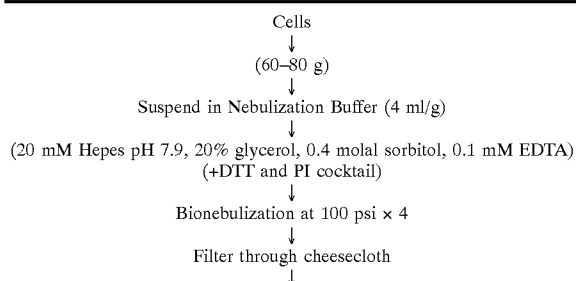 Cells
↓
(60–80 g)
↓
Suspend in Nebulization Buffer (4 ml/g)
↓
(20 mM Hepes pH 7.9, 20% glycerol, 0.4 molal sorbitol, 0.1 mM EDTA)
(+DTT and PI cocktail)
↓
Bionebulization at 100 psi × 4
↓
Filter through cheesecloth
↓